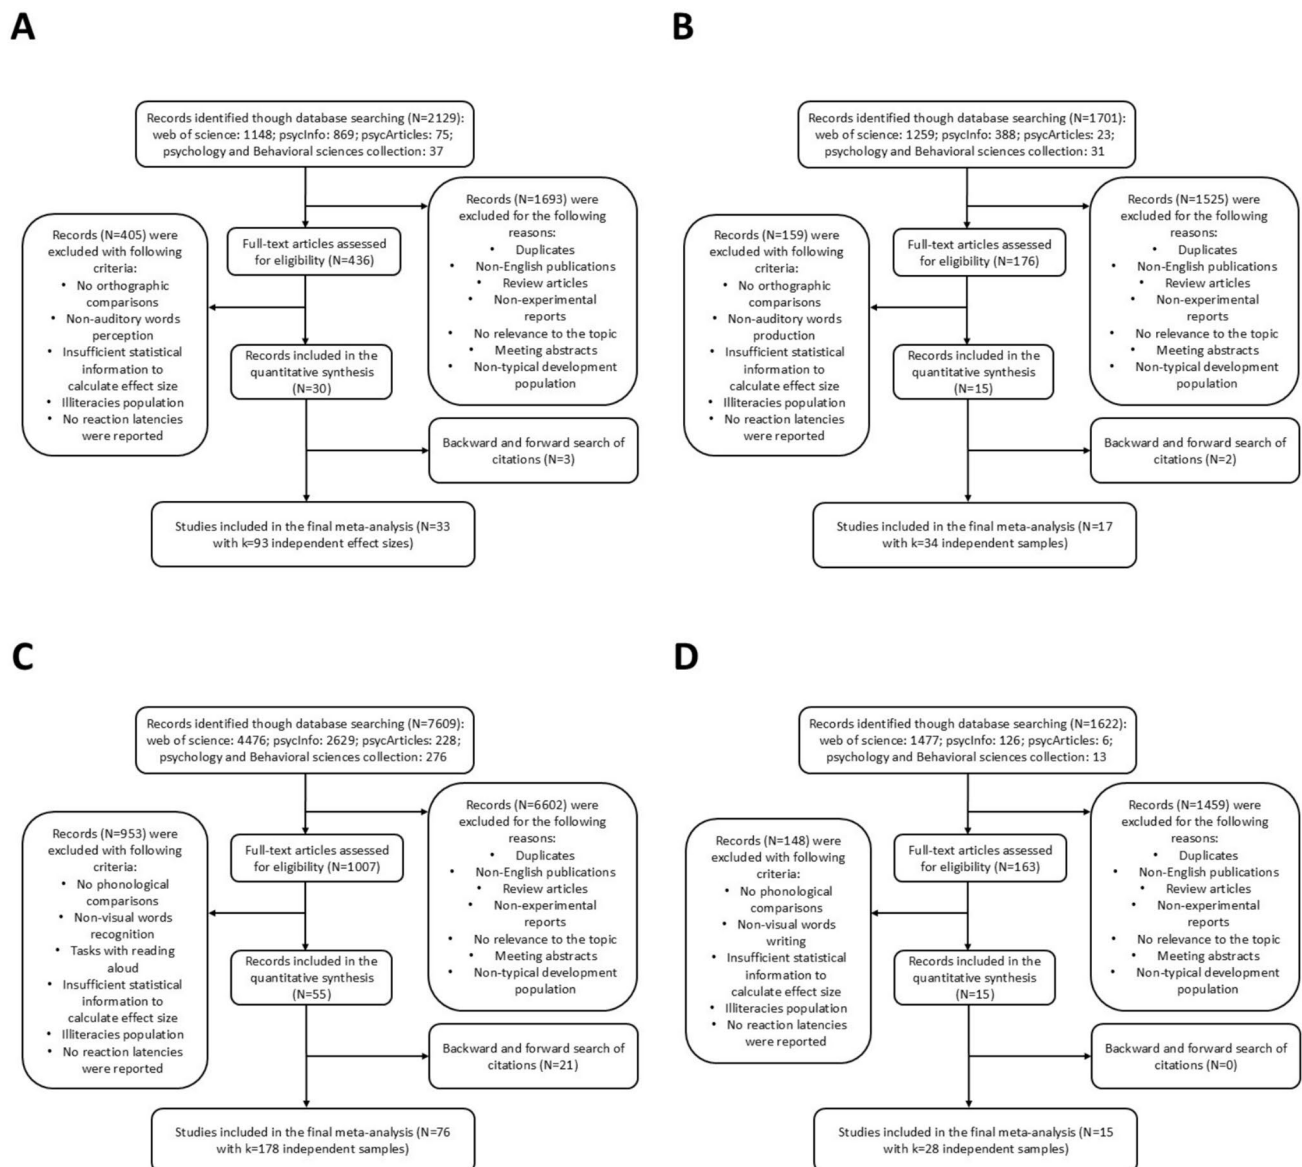 A
Records identified though database searching (N=2129):
web of science: 1148; psycInfo: 869; psycArticles: 75;
psychology and Behavioral sciences collection: 37
Records (N=1693) were
excluded for the following
reasons:
• Duplicates
• Non-English publications
• Review articles
• Non-experimental
reports
• No relevance to the topic
• Meeting abstracts
• Non-typical development
population
Full-text articles assessed
for eligibility (N=436)
Records (N=405) were
excluded with following
criteria:
• No orthographic
comparisons
• Non-auditory words
perception
• Insufficient statistical
information to
calculate effect size
• Illiteracies population
• No reaction latencies
were reported
Records included in the
quantitative synthesis
(N=30)
Backward and forward search of
citations (N=3)
Studies included in the final meta-analysis (N=33
with k=93 independent effect sizes)
B
Records identified though database searching (N=1701):
web of science: 1259; psycInfo: 388; psycArticles: 23;
psychology and Behavioral sciences collection: 31
Records (N=1525) were
excluded for the following
reasons:
• Duplicates
• Non-English publications
• Review articles
• Non-experimental
reports
• No relevance to the topic
• Meeting abstracts
• Non-typical development
population
Full-text articles assessed
for eligibility (N=176)
Records (N=159) were
excluded with following
criteria:
• No orthographic
comparisons
• Non-auditory words
production
• Insufficient statistical
information to
calculate effect size
• Illiteracies population
• No reaction latencies
were reported
Records included in the
quantitative synthesis
(N=15)
Backward and forward search of
citations (N=2)
Studies included in the final meta-analysis (N=17
with k=34 independent samples)
C
Records identified though database searching (N=7609):
web of science: 4476; psycInfo: 2629; psycArticles: 228;
psychology and Behavioral sciences collection: 276
Records (N=6602) were
excluded for the following
reasons:
• Duplicates
• Non-English publications
• Review articles
• Non-experimental
reports
• No relevance to the topic
• Meeting abstracts
• Non-typical development
population
Full-text articles assessed
for eligibility (N=1007)
Records (N=953) were
excluded with following
criteria:
• No phonological
comparisons
• Non-visual words
recognition
• Tasks with reading
aloud
• Insufficient statistical
information to
calculate effect size
• Illiteracies population
• No reaction latencies
were reported
Records included in the
quantitative synthesis
(N=55)
Backward and forward search of
citations (N=21)
Studies included in the final meta-analysis (N=76
with k=178 independent samples)
D
Records identified though database searching (N=1622):
web of science: 1477; psycInfo: 126; psycArticles: 6;
psychology and Behavioral sciences collection: 13
Records (N=1459) were
excluded for the following
reasons:
• Duplicates
• Non-English publications
• Review articles
• Non-experimental
reports
• No relevance to the topic
• Meeting abstracts
• Non-typical development
population
Full-text articles assessed
for eligibility (N=163)
Records (N=148) were
excluded with following
criteria:
• No phonological
comparisons
• Non-visual words
writing
• Insufficient statistical
information to
calculate effect size
• Illiteracies population
• No reaction latencies
were reported
Records included in the
quantitative synthesis
(N=15)
Backward and forward search of
citations (N=0)
Studies included in the final meta-analysis (N=15
with k=28 independent samples)